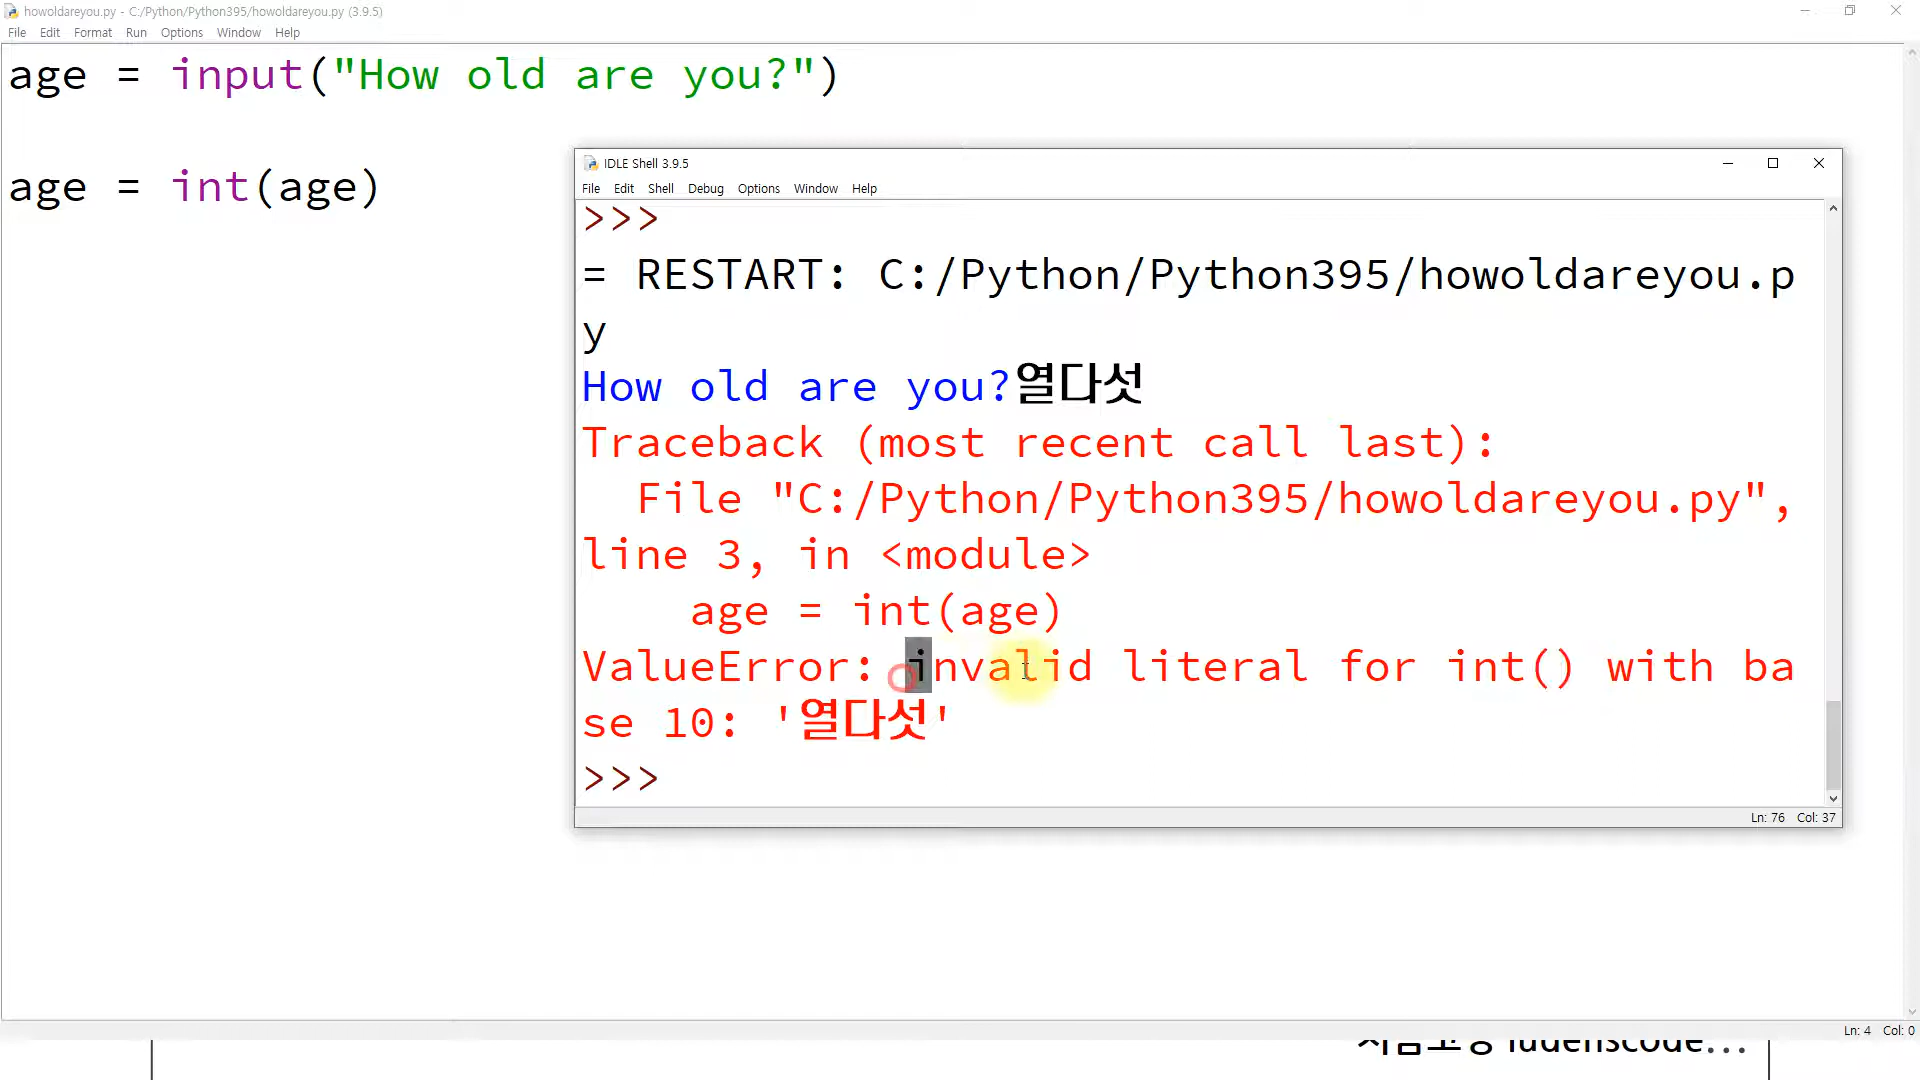 howoldareyou.py - C:/Python/Python395/howoldareyou.py (3.9.5)
File Edit Format Run Options Window Help
age = input("How old are you?")
age = int(age)
IDLE Shell 3.9.5
File Edit Shell Debug Options Window Help
>>>
= RESTART: C:/Python/Python395/howoldareyou.p
y
How old are you?열다섯
Traceback (most recent call last):
  File "C:/Python/Python395/howoldareyou.py",
line 3, in <module>
    age = int(age)
ValueError: invalid literal for int() with ba
se 10: '열다섯'
>>>
Ln: 76 Col: 37
Ln: 4 Col: 0
ludenscode...